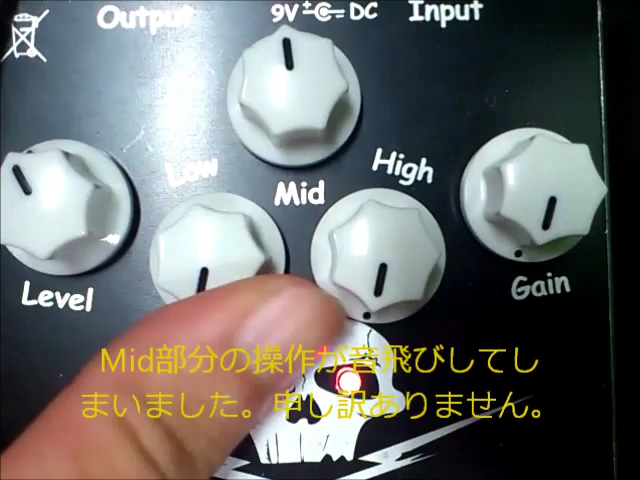 Output
9V DC
Input
Low
Mid
High
Level
Gain
Mid部分の操作が音飛びしてし
まいました。申し訳ありません。